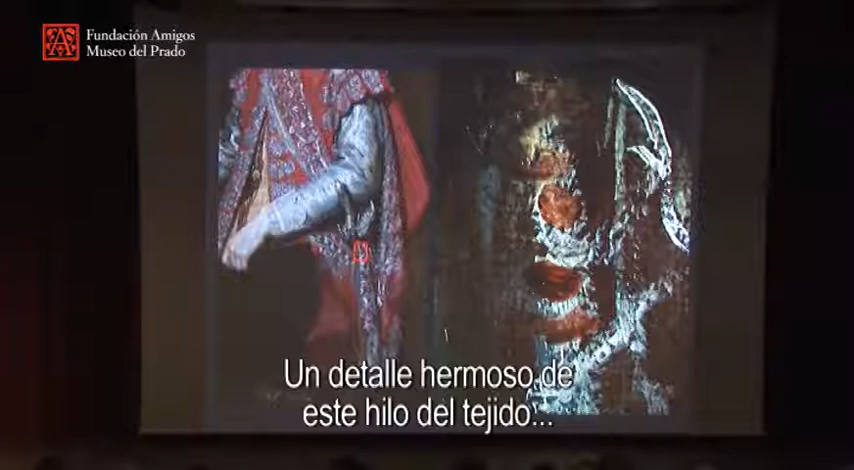 Fundación Amigos
Museo del Prado
Un detalle hermoso de
este hilo del tejido...